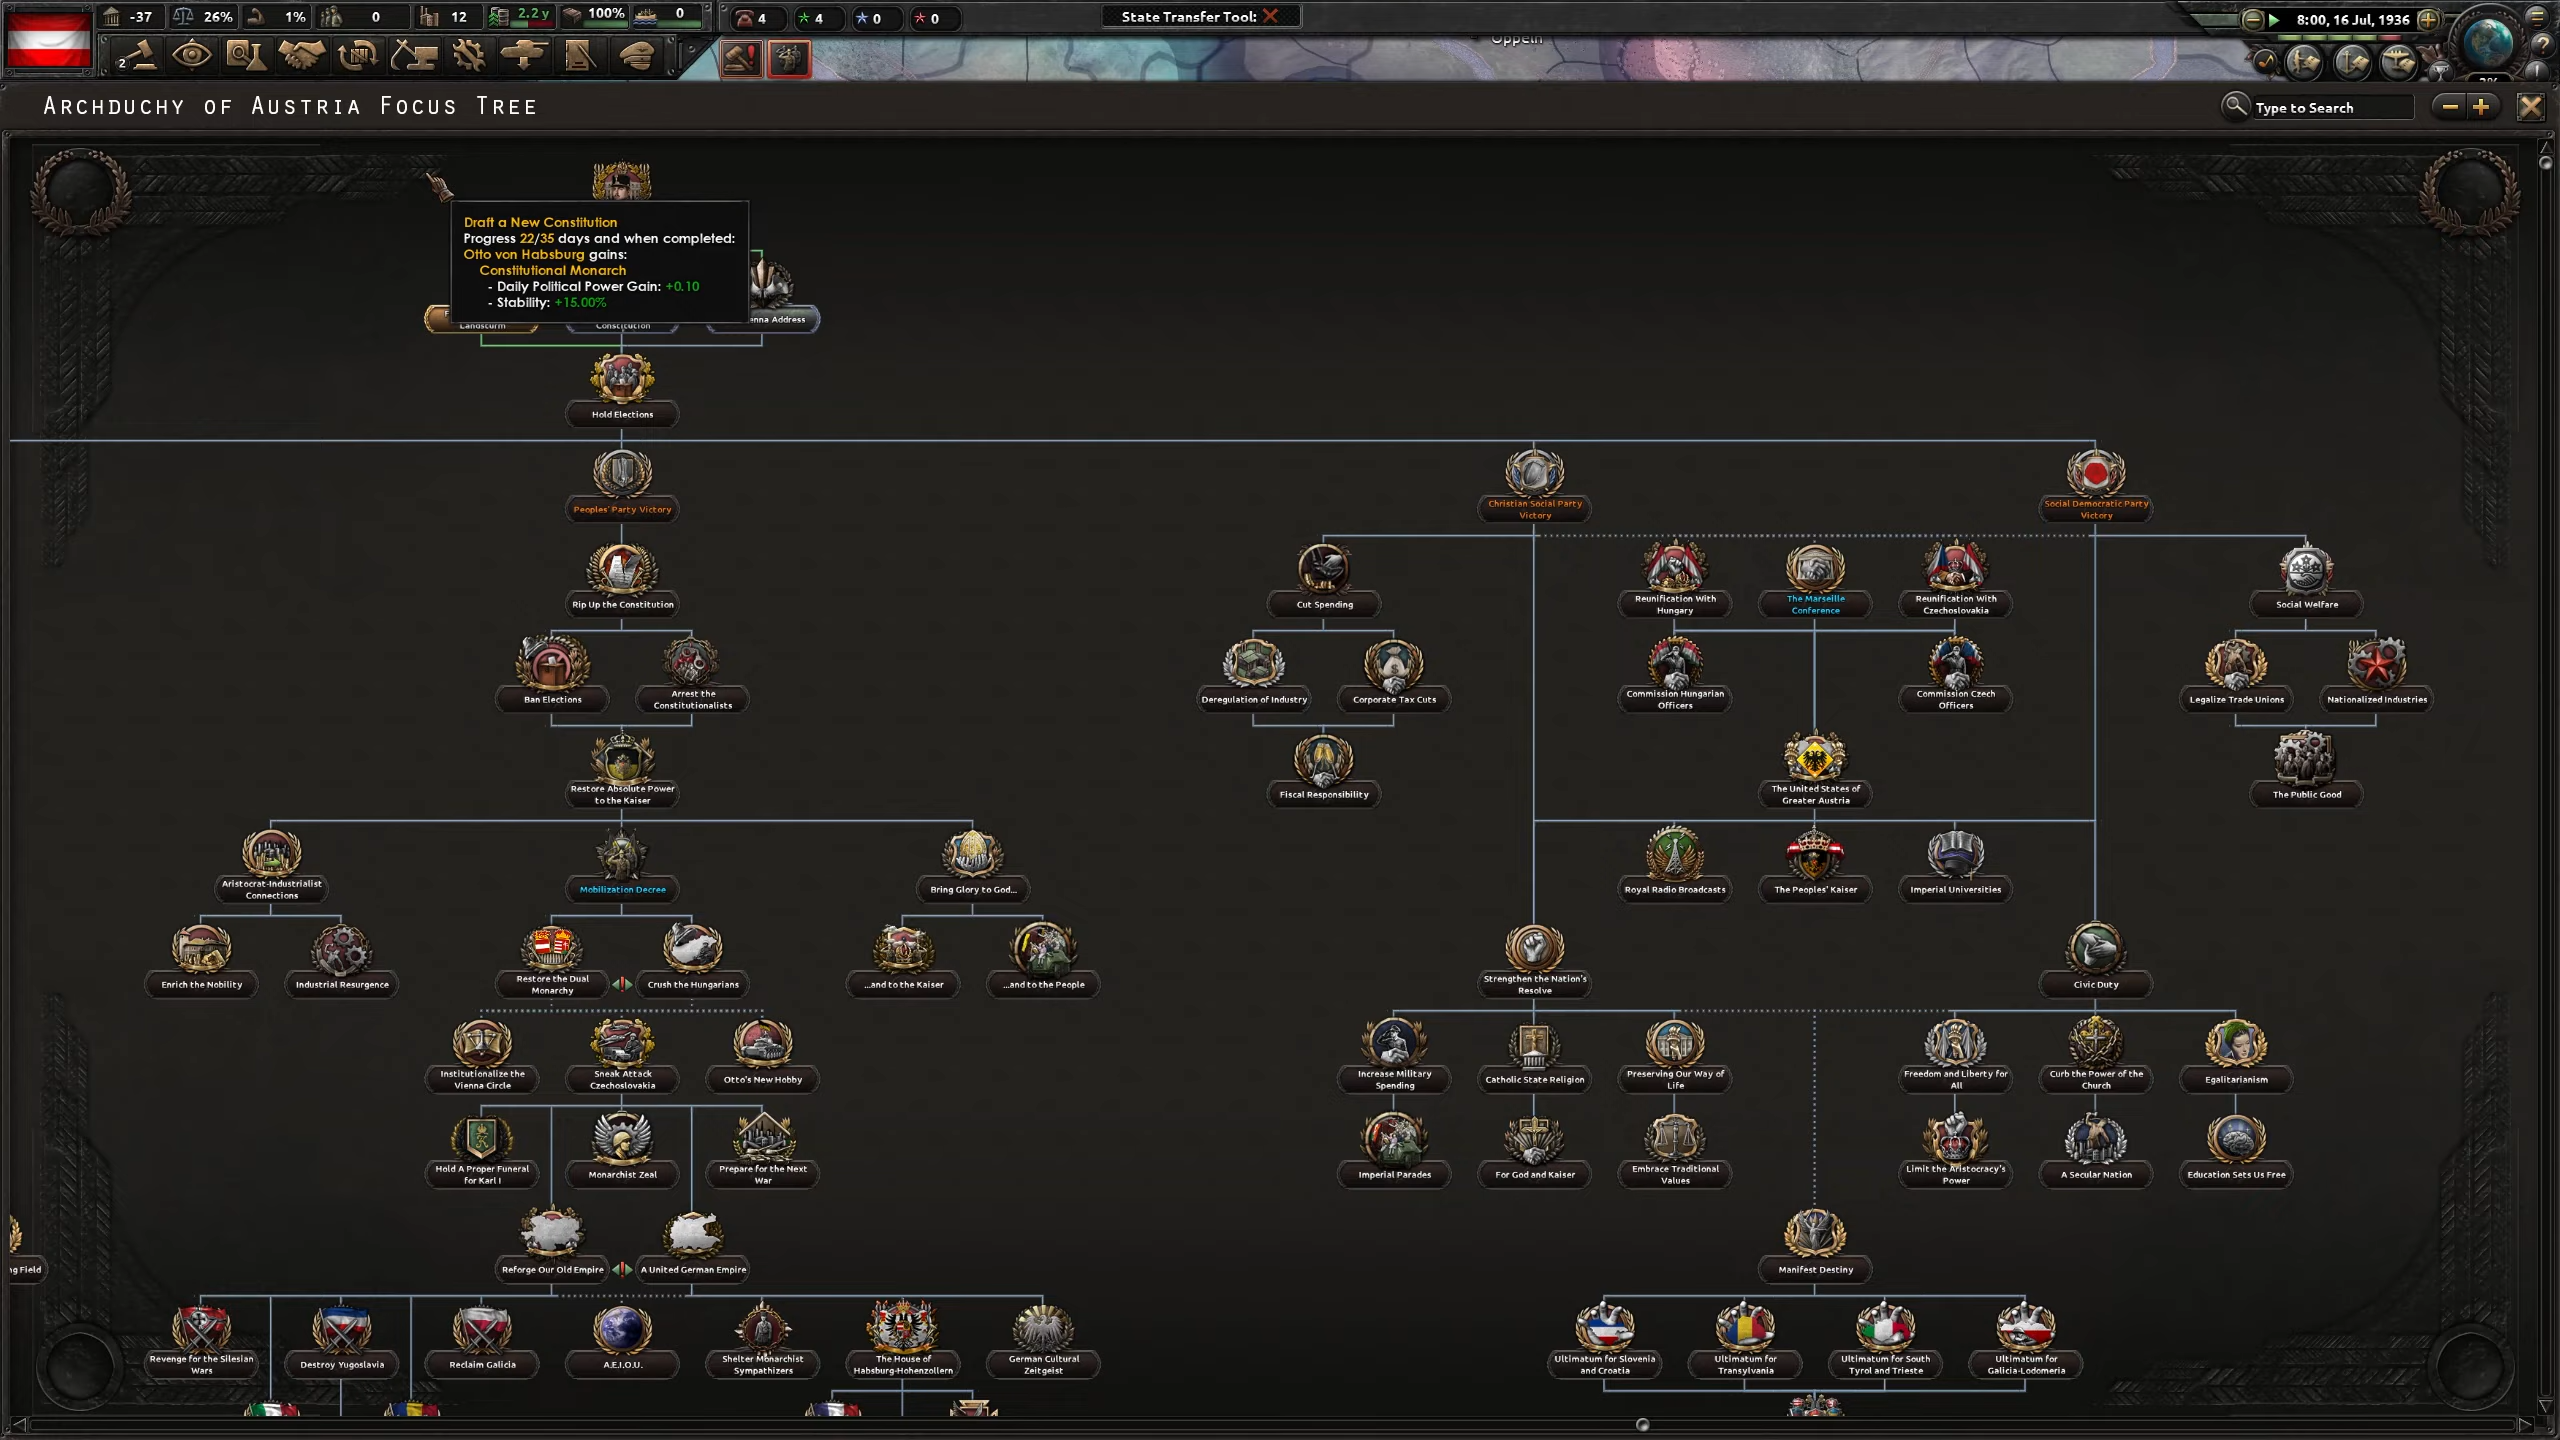 -37
26%
1%
0
12
2.2 y
100%
0
4
4
0
0
State Transfer Tool:
8:00, 16 Jul, 1936
2
Oppeln
Archduchy of Austria Focus Tree
Type to Search
Draft a New Constitution
Progress 22/35 days and when completed:
Otto von Habsburg gains:
Constitutional Monarch
- Daily Political Power Gain: +0.10
- Stability: +15.00%
Landsturm
Constitution
nna Address
Hold Elections
Peoples' Party Victory
Christian Social Party
Victory
Social Democratic Party
Victory
Rip Up the Constitution
Cut Spending
Reunification With
Hungary
The Marseille
Conference
Reunification With
Czechoslovakia
Social Welfare
Ban Elections
Arrest the
Constitutionalists
Deregulation of Industry
Corporate Tax Cuts
Commission Hungarian
Officers
Commission Czech
Officers
Legalize Trade Unions
Nationalized Industries
Restore Absolute Power
to the Kaiser
Fiscal Responsibility
The United States of
Greater Austria
The Public Good
Aristocrat-Industrialist
Connections
Mobilization Decree
Bring Glory to God...
Royal Radio Broadcasts
The Peoples' Kaiser
Imperial Universities
Enrich the Nobility
Industrial Resurgence
Restore the Dual
Monarchy
Crush the Hungarians
...and to the Kaiser
...and to the People
Strengthen the Nation's
Resolve
Civic Duty
Institutionalize the
Vienna Circle
Sneak Attack
Czechoslovakia
Otto's New Hobby
Increase Military
Spending
Catholic State Religion
Preserving Our Way of
Life
Freedom and Liberty for
All
Curb the Power of the
Church
Egalitarianism
Hold A Proper Funeral
for Karl I
Monarchist Zeal
Prepare for the Next
War
Imperial Parades
For God and Kaiser
Embrace Traditional
Values
Limit the Aristocracy's
Power
A Secular Nation
Education Sets Us Free
ng Field
Reforge Our Old Empire
A United German Empire
Manifest Destiny
Revenge for the Silesian
Wars
Destroy Yugoslavia
Reclaim Galicia
A.E.I.O.U.
Shelter Monarchist
Sympathizers
The House of
Habsburg-Hohenzollern
German Cultural
Zeitgeist
Ultimatum for Slovenia
and Croatia
Ultimatum for
Transylvania
Ultimatum for South
Tyrol and Trieste
Ultimatum for
Galicia-Lodomeria